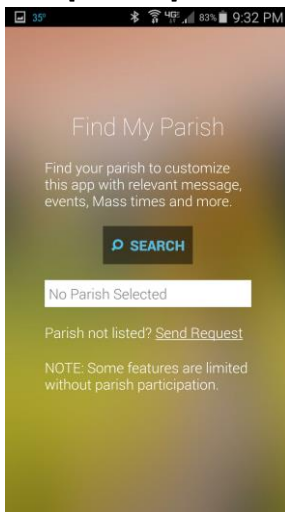 35°
4G 83% 9:32 PM
Find My Parish
Find your parish to customize
this app with relevant message,
events, Mass times and more.
SEARCH
No Parish Selected
Parish not listed? Send Request
NOTE: Some features are limited
without parish participation.